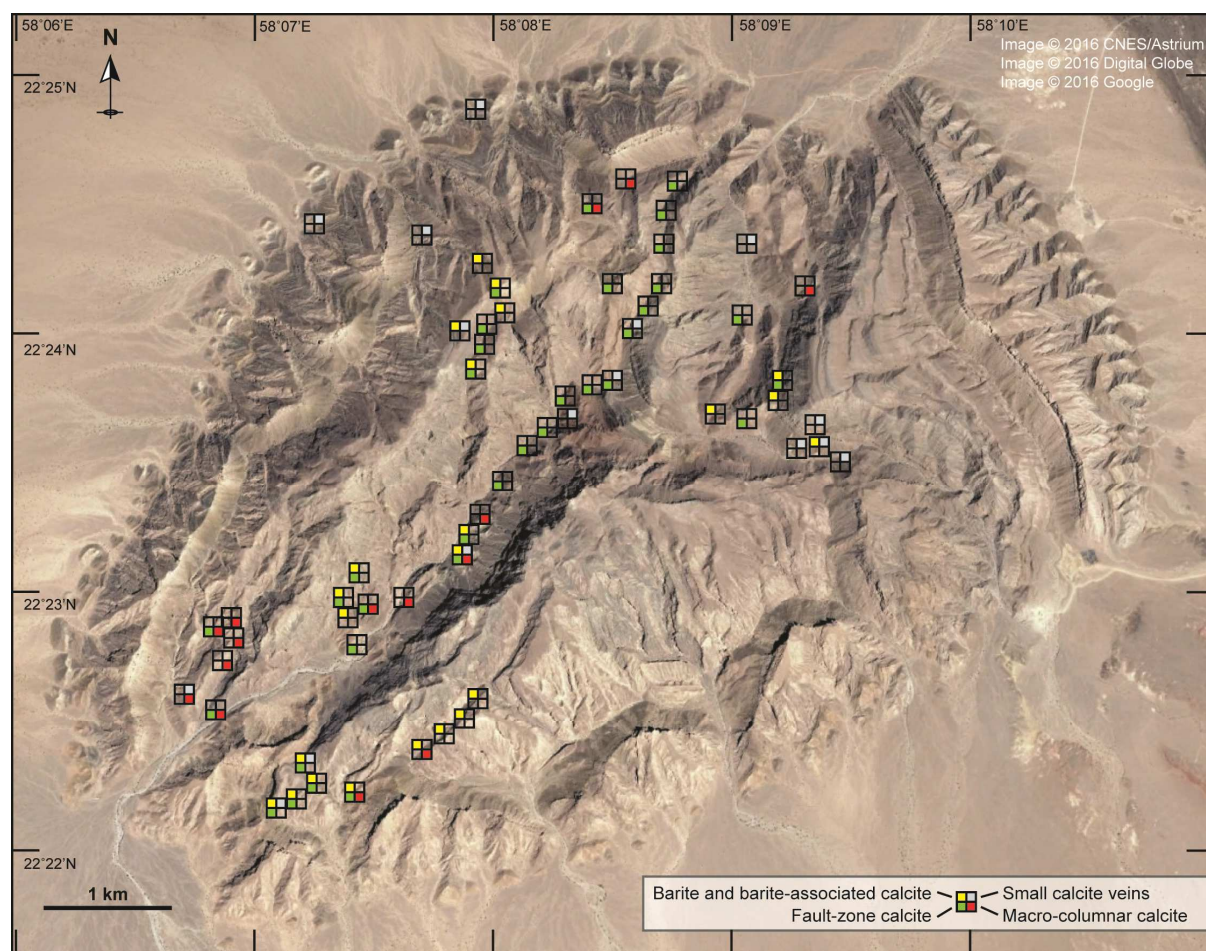 58°06'E
58°07'E
58°08'E
58°09'E
58°10'E
N
Image © 2016 CNES/Astrium
Image © 2016 Digital Globe
Image © 2016 Google
22°25'N
22°24'N
22°23'N
22°22'N
1 km
Barite and barite-associated calcite
Small calcite veins
Fault-zone calcite
Macro-columnar calcite